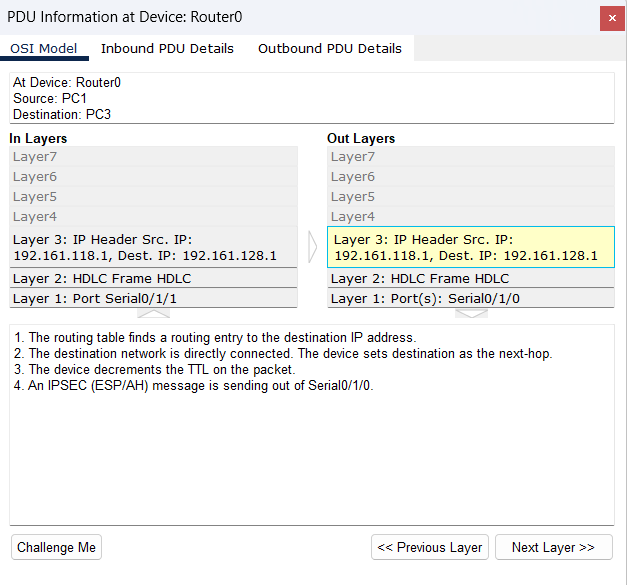 PDU Information at Device: Router0
OSI Model Inbound PDU Details Outbound PDU Details
At Device: Router0
Source: PC1
Destination: PC3
In Layers
Layer7
Layer6
Layer5
Layer4
Layer 3: IP Header Src. IP:
192.161.118.1, Dest. IP: 192.161.128.1
Layer 2: HDLC Frame HDLC
Layer 1: Port Serial0/1/1
Out Layers
Layer7
Layer6
Layer5
Layer4
Layer 3: IP Header Src. IP:
192.161.118.1, Dest. IP: 192.161.128.1
Layer 2: HDLC Frame HDLC
Layer 1: Port(s): Serial0/1/0
1. The routing table finds a routing entry to the destination IP address.
2. The destination network is directly connected. The device sets destination as the next-hop.
3. The device decrements the TTL on the packet.
4. An IPSEC (ESP/AH) message is sending out of Serial0/1/0.
Challenge Me << Previous Layer Next Layer >>